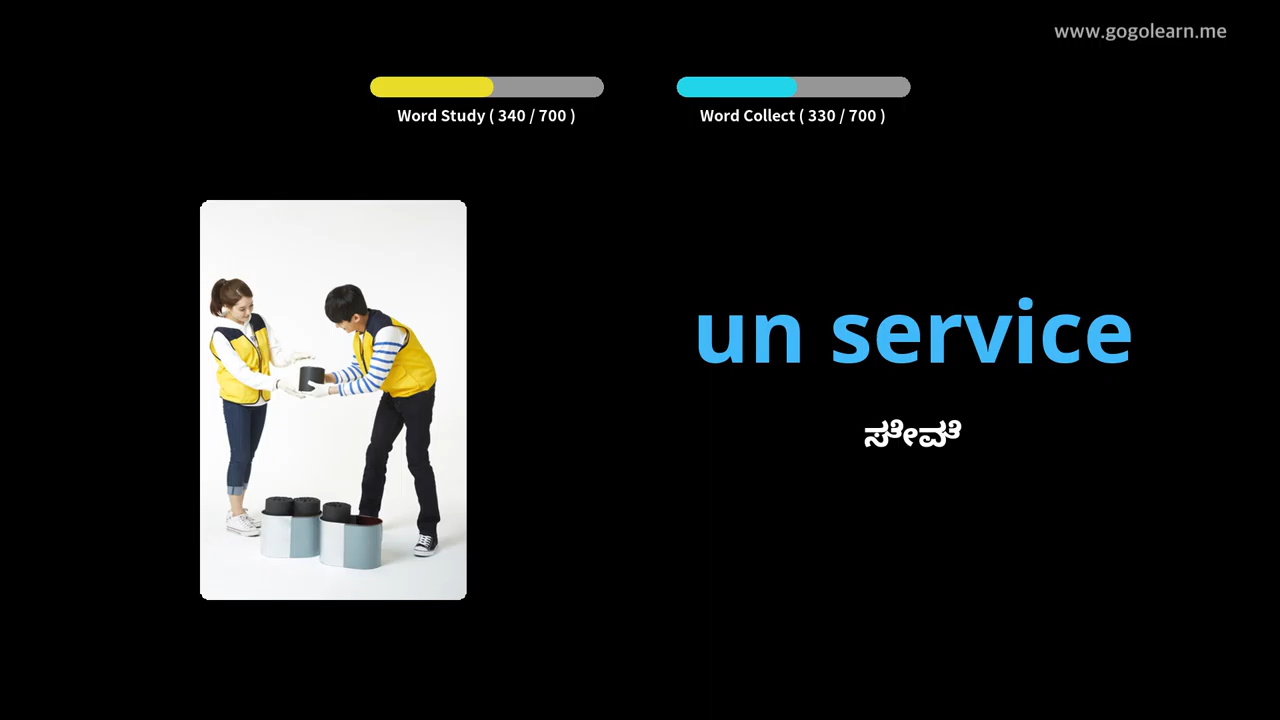 www.gogolearn.me
Word Study ( 340 / 700 )
Word Collect ( 330 / 700 )
un service
ಸೇವೆ